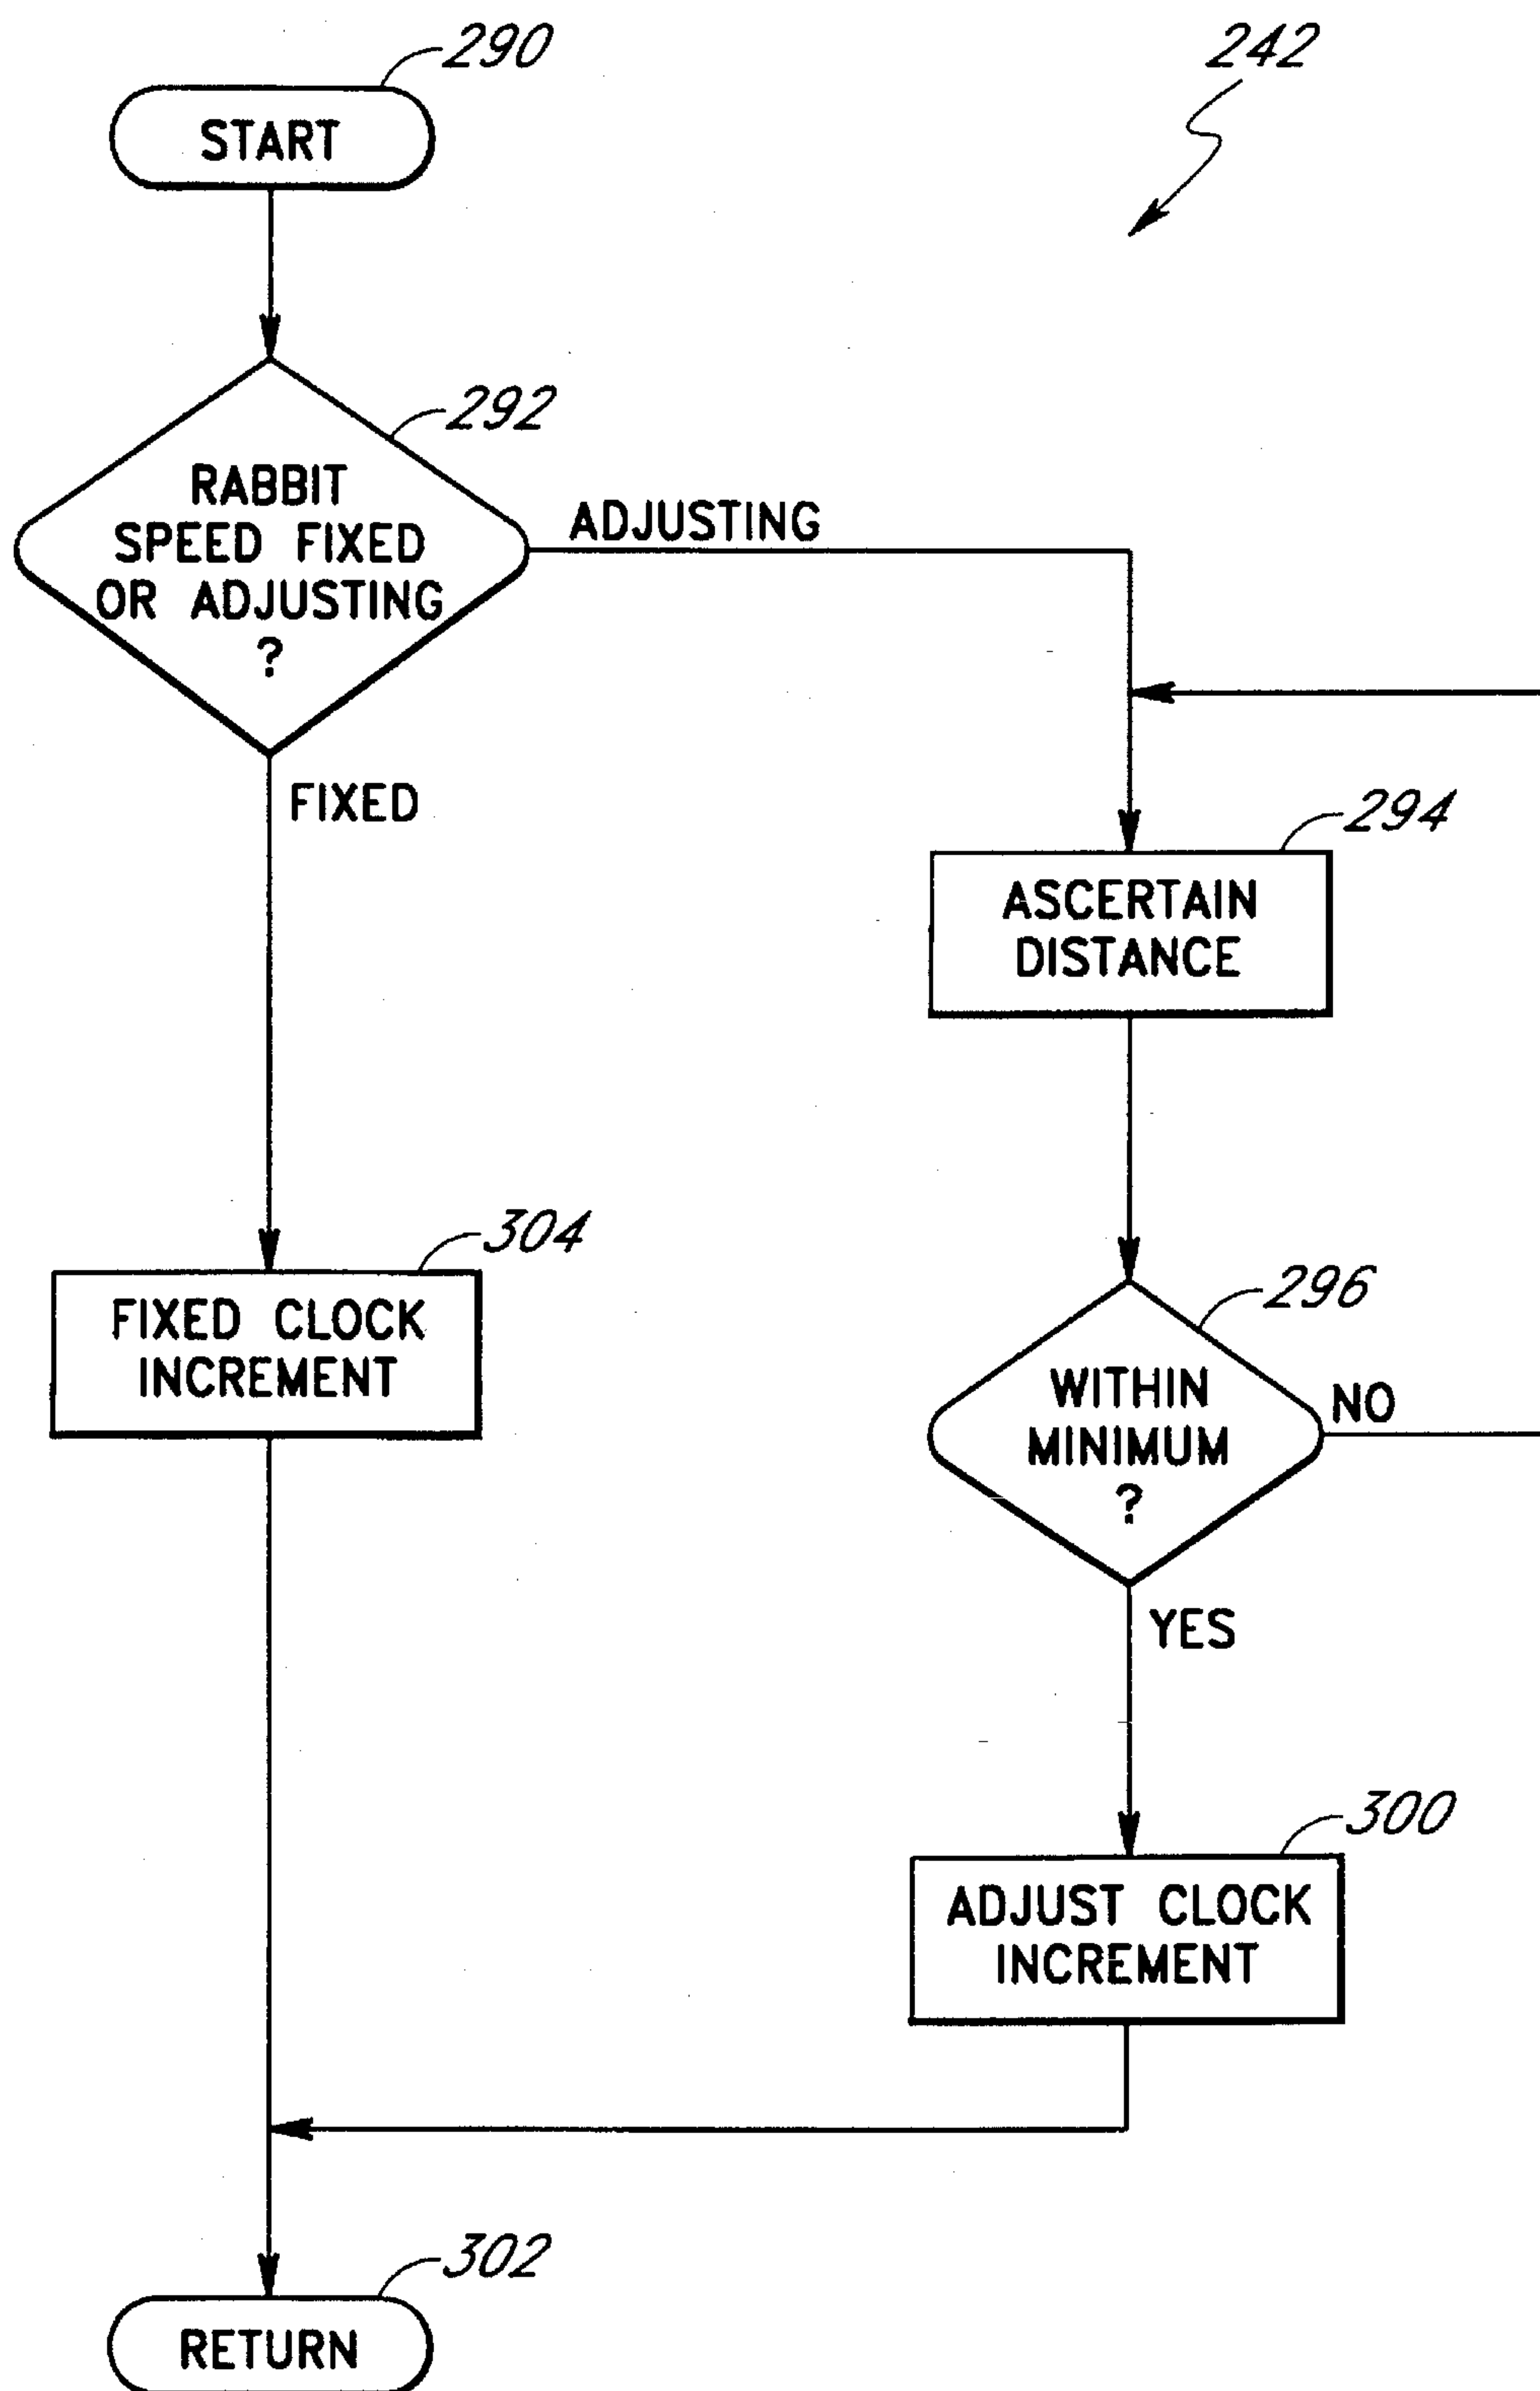 290
242
START
292
RABBIT
SPEED FIXED
OR ADJUSTING
?
ADJUSTING
FIXED
294
ASCERTAIN
DISTANCE
304
FIXED CLOCK
INCREMENT
296
WITHIN
MINIMUM
?
NO
YES
300
ADJUST CLOCK
INCREMENT
302
RETURN